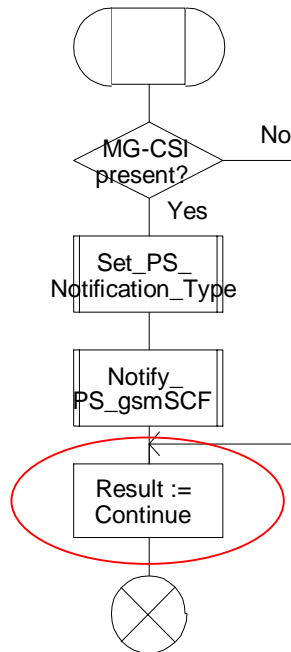 MG-CSI
present?
No
Yes
Set_PS_
Notification_Type
Notify_
PS_gsmSCF
Result :=
Continue